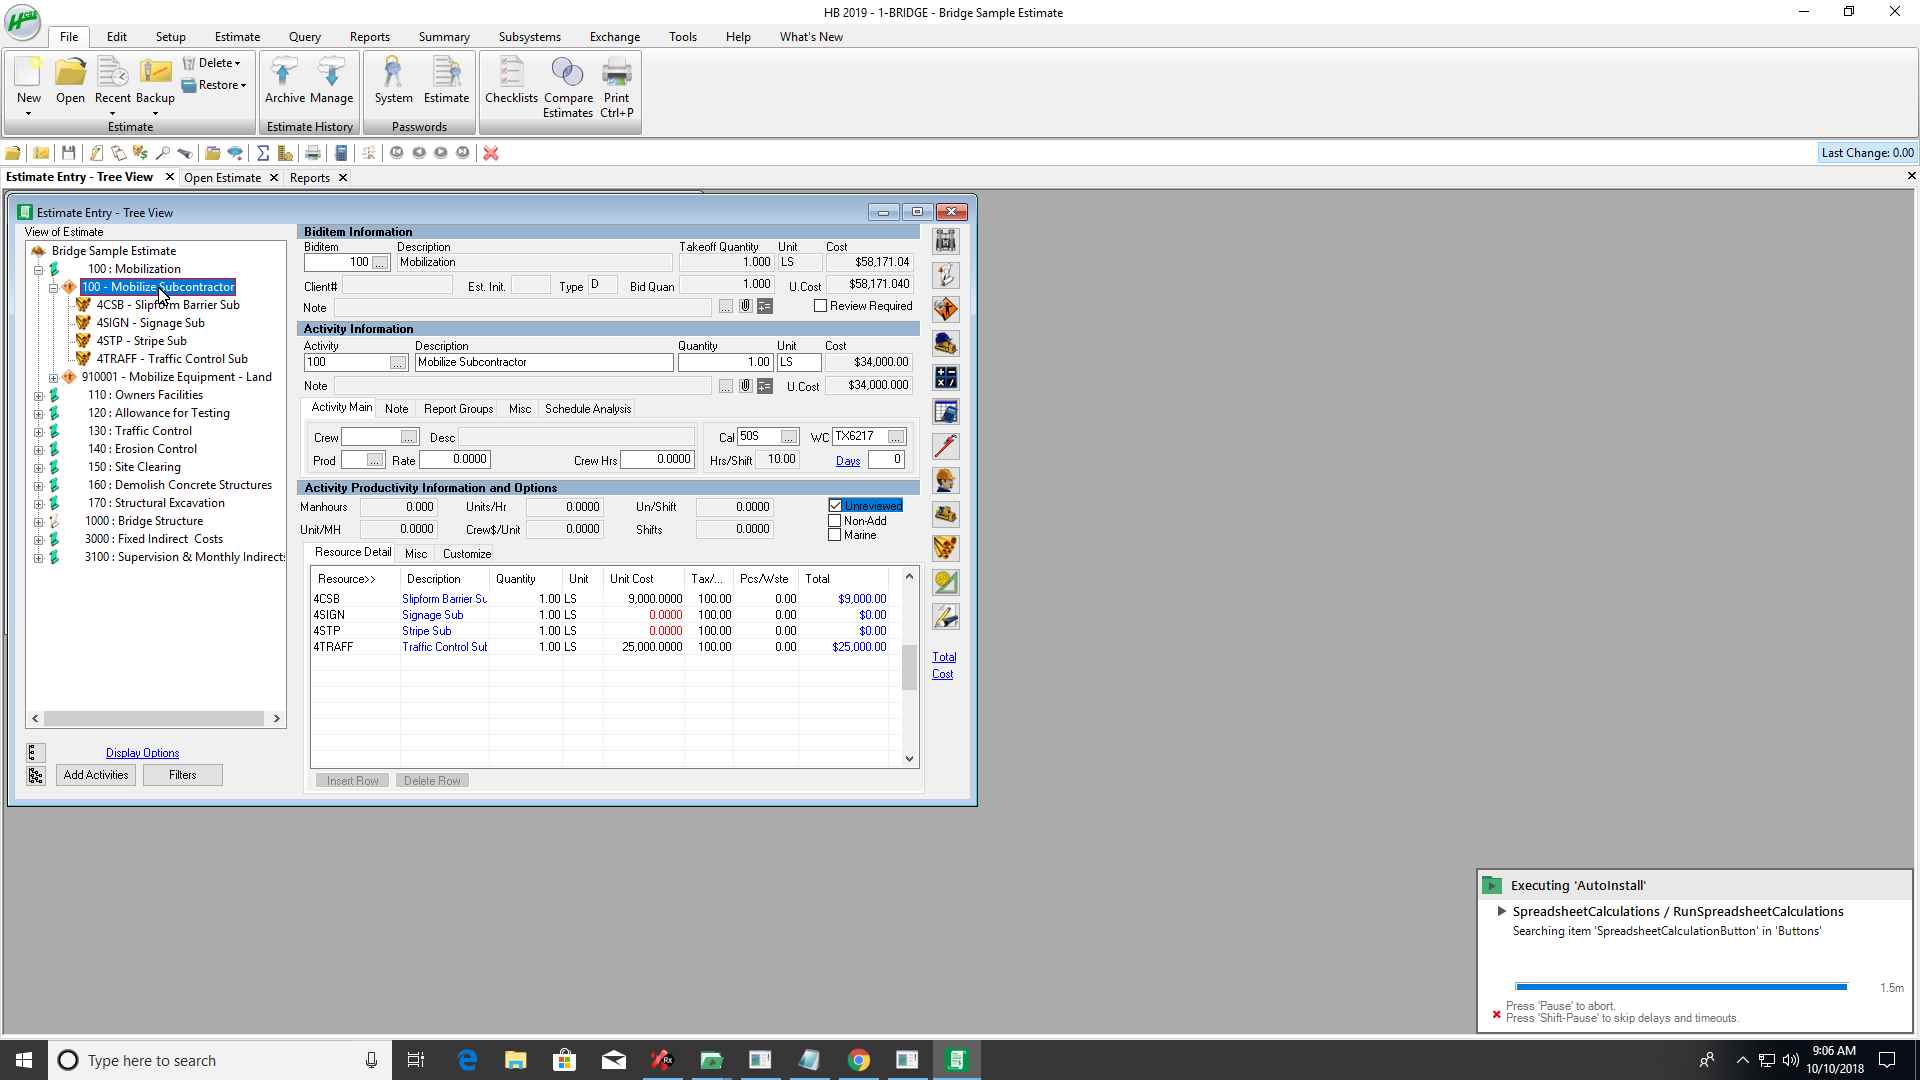 HB 2019 - 1-BRIDGE - Bridge Sample Estimate
File Edit Setup Estimate Query Reports Summary Subsystems Exchange Tools Help What's New
New Open Recent Backup Delete Restore
Estimate
Archive Manage
Estimate History
System Estimate
Passwords
Checklists Compare Estimates Print Ctrl+P
Last Change: 0.00
Estimate Entry - Tree View Open Estimate Reports
Estimate Entry - Tree View
View of Estimate
Bridge Sample Estimate
100 : Mobilization
100 - Mobilize Subcontractor
4CSB - Slipform Barrier Sub
4SIGN - Signage Sub
4STP - Stripe Sub
4TRAFF - Traffic Control Sub
910001 - Mobilize Equipment - Land
110 : Owners Facilities
120 : Allowance for Testing
130 : Traffic Control
140 : Erosion Control
150 : Site Clearing
160 : Demolish Concrete Structures
170 : Structural Excavation
1000 : Bridge Structure
3000 : Fixed Indirect Costs
3100 : Supervision & Monthly Indirects
Display Options
Add Activities Filters
Biditem Information
Biditem Description Takeoff Quantity Unit Cost
100 ... Mobilization 1.000 LS $58,171.04
Client# Est. Init. Type D Bid Quan 1.000 U.Cost $58,171.040
Note ... Review Required
Activity Information
Activity Description Quantity Unit Cost
100 ... Mobilize Subcontractor 1.00 LS $34,000.00
Note ... U.Cost $34,000.000
Activity Main Note Report Groups Misc Schedule Analysis
Crew ... Desc Cal 50S ... WC TX6217 ...
Prod ... Rate 0.0000 Crew Hrs 0.0000 Hrs/Shift 10.00 Days 0
Activity Productivity Information and Options
Manhours 0.000 Units/Hr 0.0000 Un/Shift 0.0000 Unreviewed
Non-Add
Unit/MH 0.0000 Crew$/Unit 0.0000 Shifts 0.0000 Marine
Resource Detail Misc Customize
Resource>> Description Quantity Unit Unit Cost Tax/... Pcs/Wste Total
4CSB Slipform Barrier Su 1.00 LS 9,000.0000 100.00 0.00 $9,000.00
4SIGN Signage Sub 1.00 LS 0.0000 100.00 0.00 $0.00
4STP Stripe Sub 1.00 LS 0.0000 100.00 0.00 $0.00
4TRAFF Traffic Control Sub 1.00 LS 25,000.0000 100.00 0.00 $25,000.00
Insert Row Delete Row
Total
Cost
Executing 'AutoInstall'
SpreadsheetCalculations / RunSpreadsheetCalculations
Searching item 'SpreadsheetCalculationButton' in 'Buttons'
1.5m
Press 'Pause' to abort.
Press 'Shift-Pause' to skip delays and timeouts.
Type here to search
9:06 AM
10/10/2018